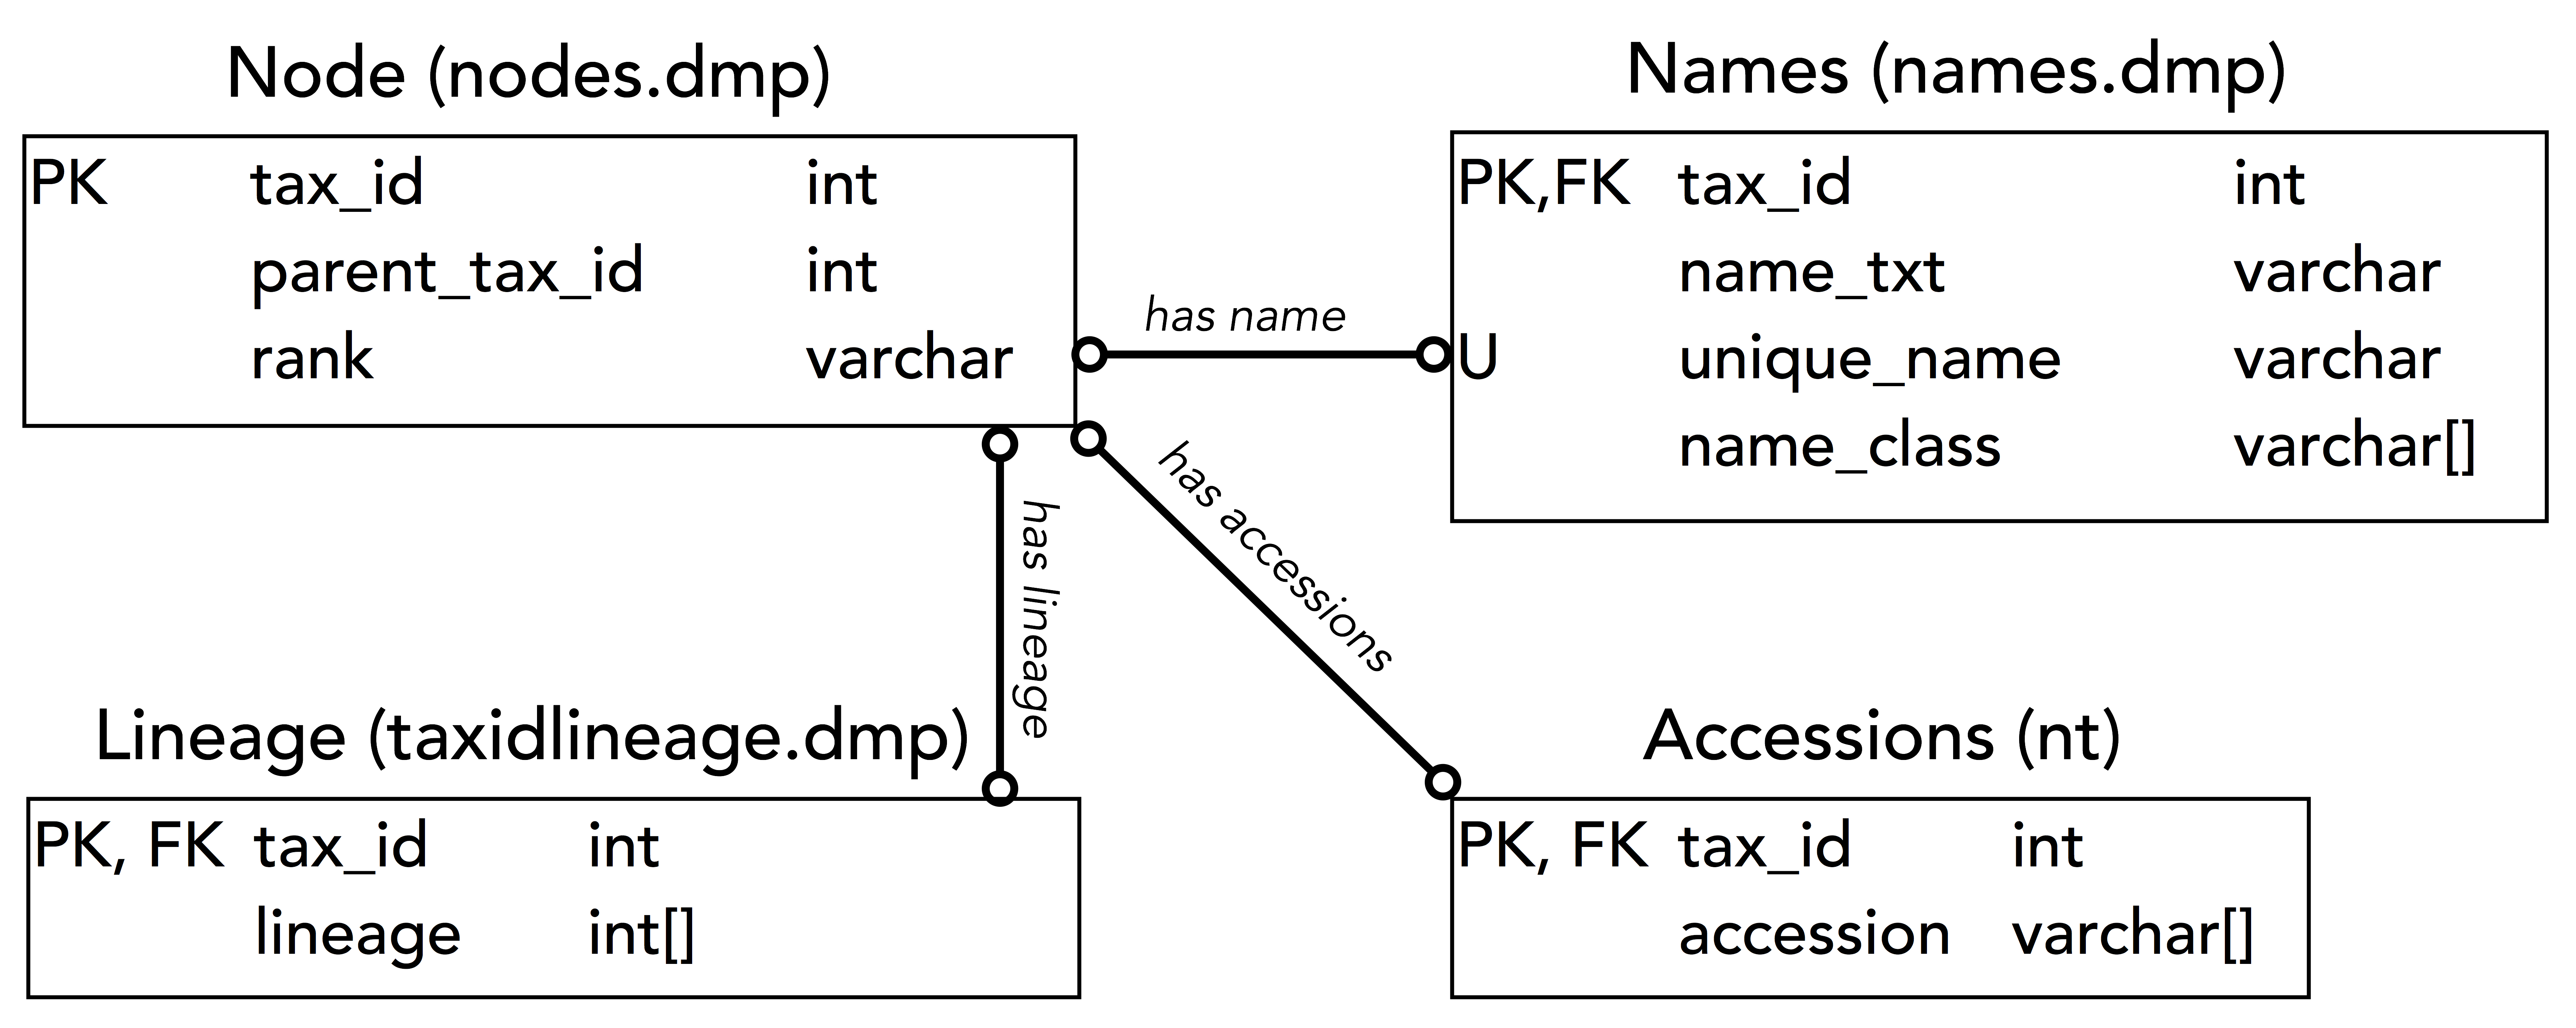 Node (nodes.dmp)
PK tax_id int
parent_tax_id int
rank varchar
Names (names.dmp)
PK,FK tax_id int
name_txt varchar
U unique_name varchar
name_class varchar[]
has name
has lineage
has accessions
Lineage (taxidlineage.dmp)
PK, FK tax_id int
lineage int[]
Accessions (nt)
PK, FK tax_id int
accession varchar[]